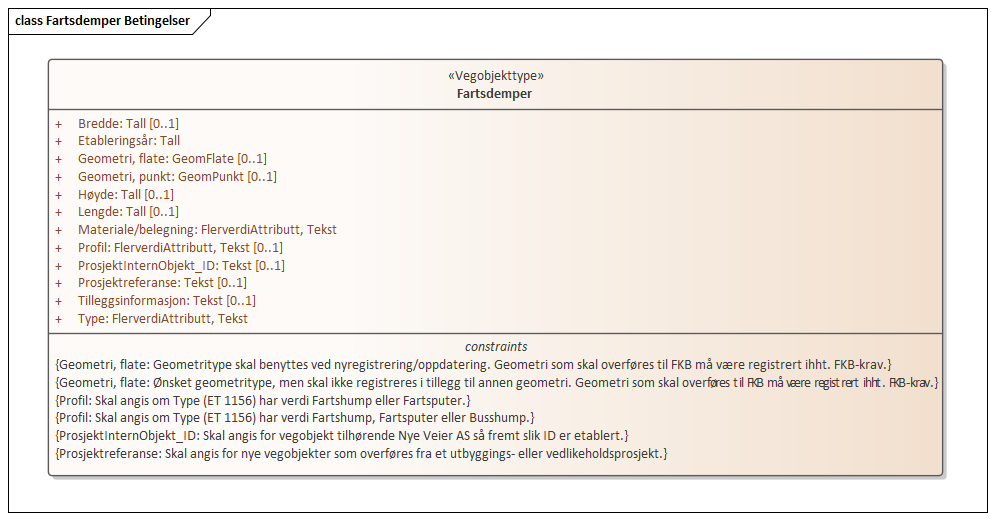 class Fartsdemper Betingelser
«Vegobjekttype»
Fartsdemper
+ Bredde: Tall [0..1]
+ Etableringsår: Tall
+ Geometri, flate: GeomFlate [0..1]
+ Geometri, punkt: GeomPunkt [0..1]
+ Høyde: Tall [0..1]
+ Lengde: Tall [0..1]
+ Materiale/belegning: FlerverdiAttributt, Tekst
+ Profil: FlerverdiAttributt, Tekst [0..1]
+ ProsjektInternObjekt_ID: Tekst [0..1]
+ Prosjektreferanse: Tekst [0..1]
+ Tilleggsinformasjon: Tekst [0..1]
+ Type: FlerverdiAttributt, Tekst
constraints
{Geometri, flate: Geometritype skal benyttes ved nyregistrering/oppdatering. Geometri som skal overføres til FKB må være registrert ihht. FKB-krav.}
{Geometri, flate: Ønsket geometritype, men skal ikke registreres i tillegg til annen geometri. Geometri som skal overføres til FKB må være registrert ihht. FKB-krav.}
{Profil: Skal angis om Type (ET 1156) har verdi Fartshump eller Fartsputer.}
{Profil: Skal angis om Type (ET 1156) har verdi Fartshump, Fartsputer eller Busshump.}
{ProsjektInternObjekt_ID: Skal angis for vegobjekt tilhørende Nye Veier AS så fremt slik ID er etablert.}
{Prosjektreferanse: Skal angis for nye vegobjekter som overføres fra et utbyggings- eller vedlikeholdsprosjekt.}